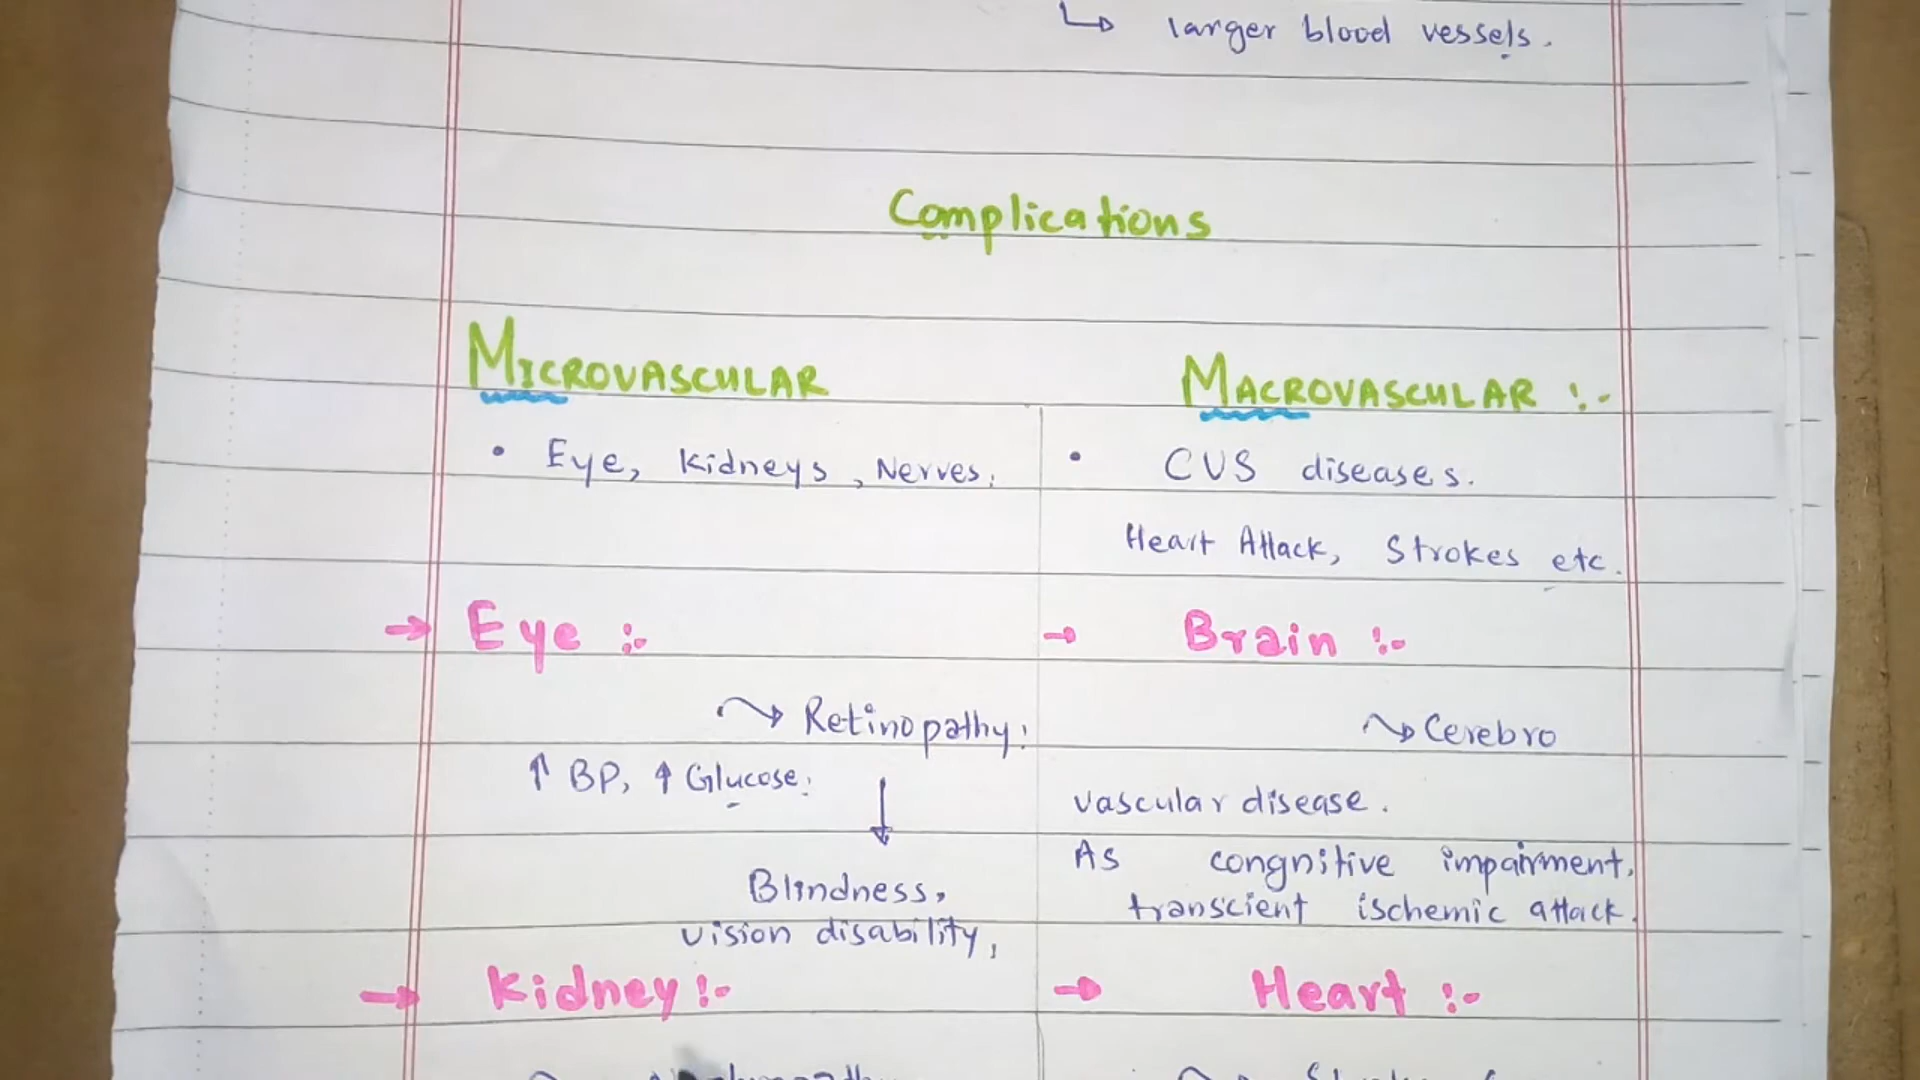 ↳ larger blood vessels.
Complications
MICROVASCULAR
• Eye, Kidneys, Nerves.
→ Eye :-
⤳ Retinopathy.
↑ BP, ↑ Glucose.
↓
Blindness,
vision disability,
→ Kidney :-
MACROVASCULAR :-
• CVS diseases.
Heart Attack, Strokes etc.
→ Brain :-
⤳ Cerebro
vascular disease.
As congnitive impairment,
transcient ischemic attack.
→ Heart :-